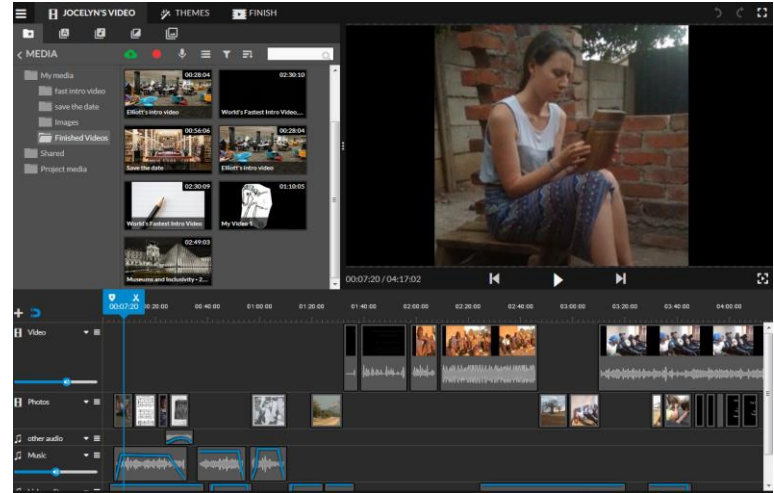 JOCELYN'S VIDEO
THEMES
FINISH
MEDIA
My media
fast intro video
save the date
Images
Finished Videos
Shared
Project media
00:28:04
Elliott's intro video
02:30:10
World's Fastest Intro Video,...
00:56:06
Save the date
00:28:04
Elliott's intro video
02:30:09
World's Fastest Intro Video
01:10:05
My Video 1
02:49:03
Museums and Inclusivity - 2...
00:07:20 / 04:17:02
00:07:20
00:20:00
00:40:00
01:00:00
01:20:00
01:40:00
02:00:00
02:20:00
02:40:00
03:00:00
03:20:00
03:40:00
04:00:00
Video
Photos
other audio
Music